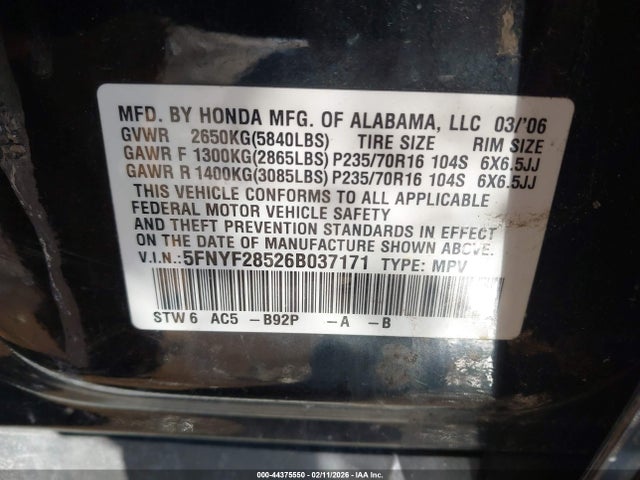 MFD. BY HONDA MFG. OF ALABAMA, LLC 03/'06
GVWR 2650KG(5840LBS) TIRE SIZE RIM SIZE
GAWR F 1300KG(2865LBS) P235/70R16 104S 6X6.5JJ
GAWR R 1400KG(3085LBS) P235/70R16 104S 6X6.5JJ
THIS VEHICLE CONFORMS TO ALL APPLICABLE
FEDERAL MOTOR VEHICLE SAFETY
AND THEFT PREVENTION STANDARDS IN EFFECT
ON THE DATE OF MANUFACTURE SHOWN ABOVE.
V.I.N.:5FNYF28526B037171 TYPE: MPV
STW6 AC5 -B92P -A -B
000-44375550 - 02/11/2026 - IAA Inc.